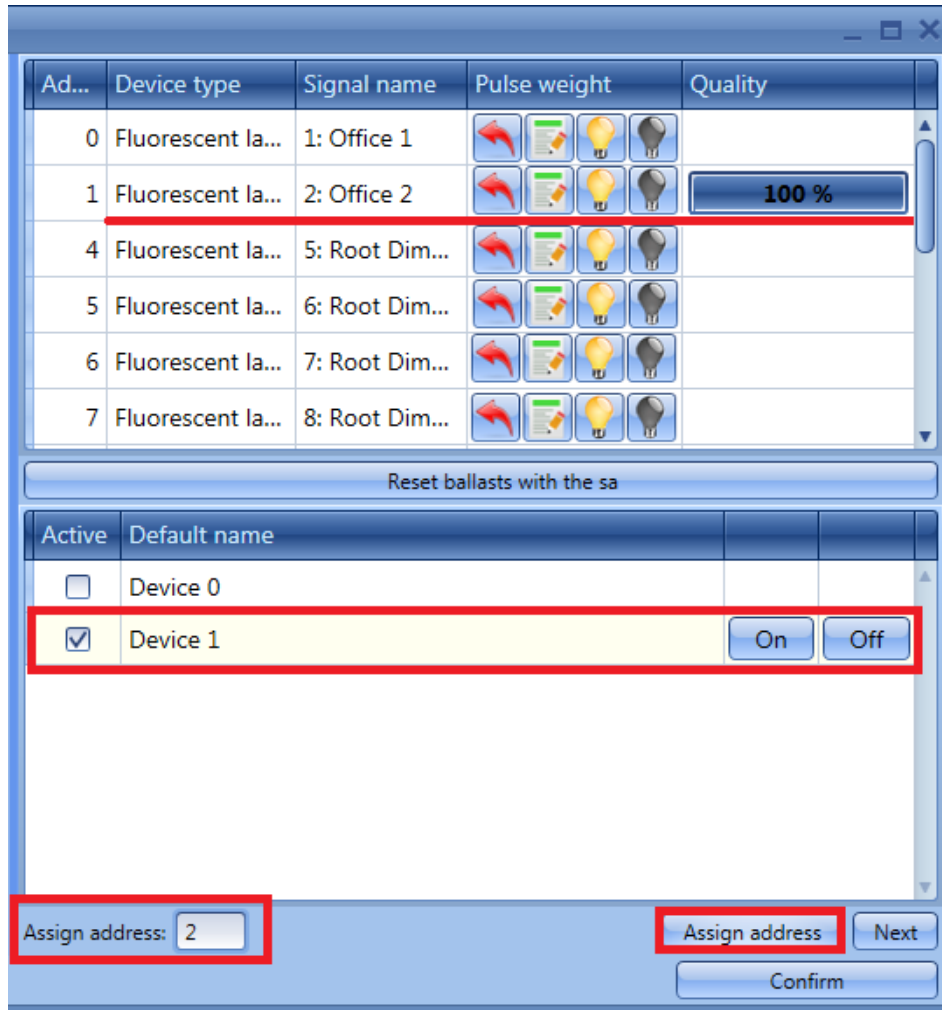 Ad... Device type Signal name Pulse weight Quality
0 Fluorescent la... 1: Office 1
1 Fluorescent la... 2: Office 2 100 %
4 Fluorescent la... 5: Root Dim...
5 Fluorescent la... 6: Root Dim...
6 Fluorescent la... 7: Root Dim...
7 Fluorescent la... 8: Root Dim...
Reset ballasts with the sa
Active Default name
Device 0
Device 1 On Off
Assign address: 2 Assign address Next
Confirm